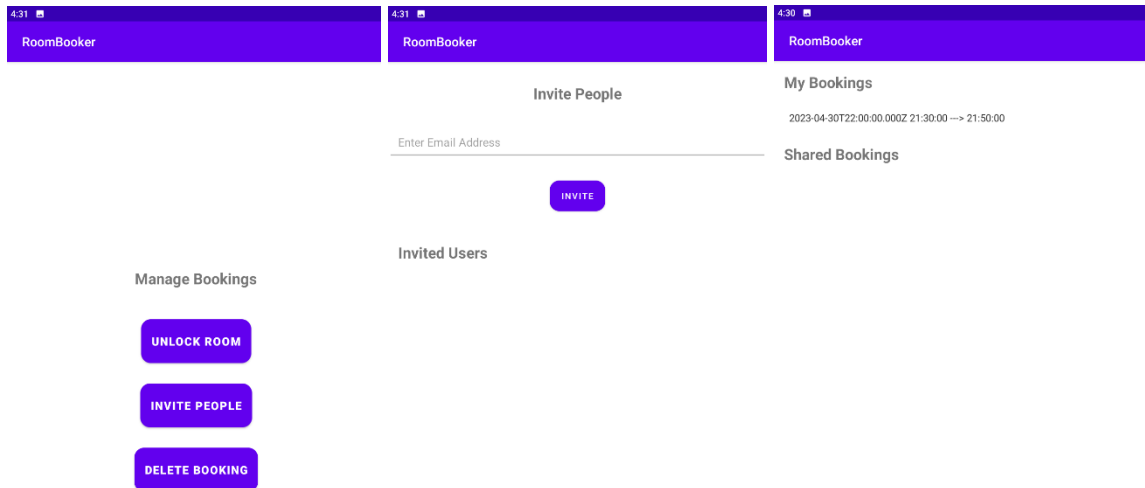 4:31
RoomBooker
Manage Bookings
UNLOCK ROOM
INVITE PEOPLE
DELETE BOOKING
4:31
RoomBooker
Invite People
Enter Email Address
INVITE
Invited Users
4:30
RoomBooker
My Bookings
2023-04-30T22:00:00.000Z 21:30:00 ---> 21:50:00
Shared Bookings